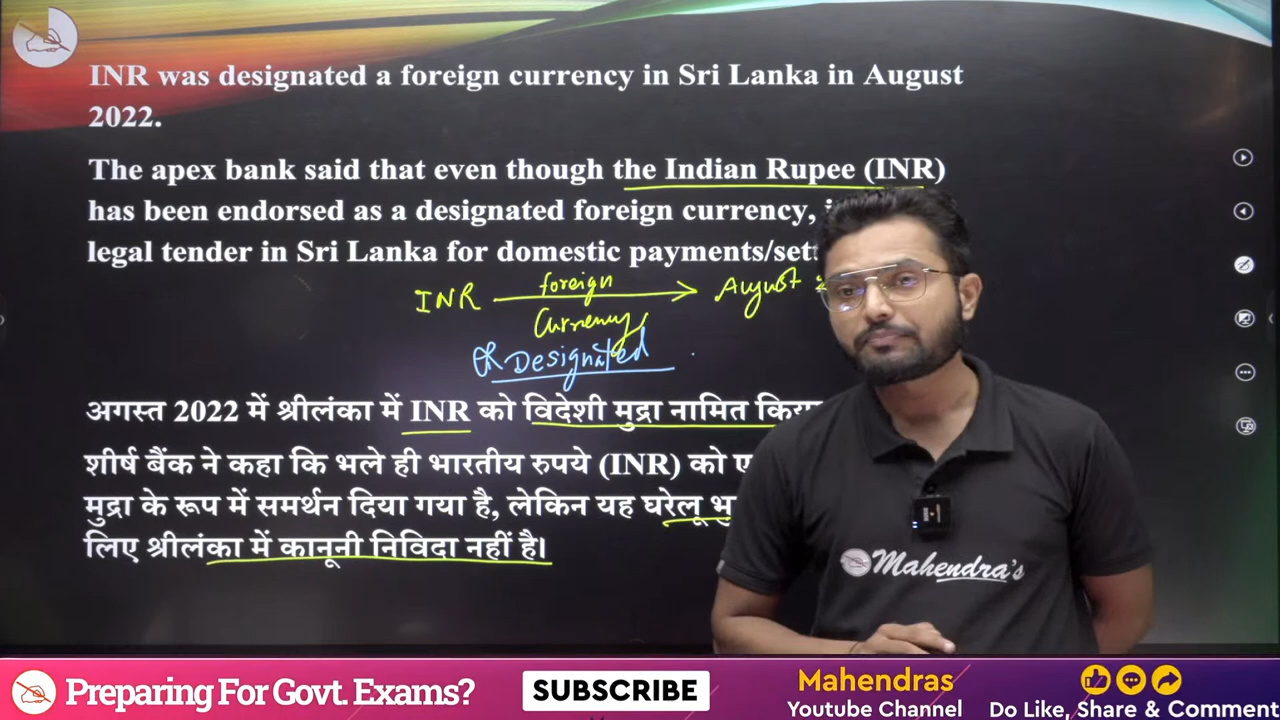 INR was designated a foreign currency in Sri Lanka in August
2022.
The apex bank said that even though the Indian Rupee (INR)
has been endorsed as a designated foreign currency,
legal tender in Sri Lanka for domestic payments/
INR foreign August
Currency,
Designated
अगस्त 2022 में श्रीलंका में INR को विदेशी मुद्रा नामित
शीर्ष बैंक ने कहा कि भले ही भारतीय रुपये (INR) को
मुद्रा के रूप में समर्थन दिया गया है, लेकिन यह घरेलू
लिए श्रीलंका में कानूनी निविदा नहीं है।
Mahendra's
Preparing For Govt. Exams?
SUBSCRIBE
Mahendras
Youtube Channel
Do Like, Share & Comment